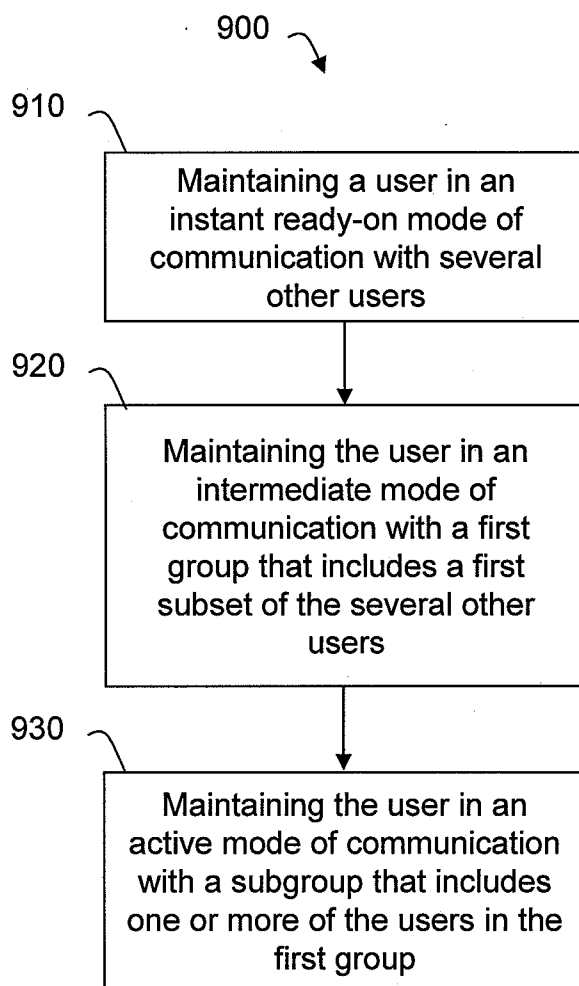 900
910
Maintaining a user in an
instant ready-on mode of
communication with several
other users
920
Maintaining the user in an
intermediate mode of
communication with a first
group that includes a first
subset of the several other
users
930
Maintaining the user in an
active mode of communication
with a subgroup that includes
one or more of the users in the
first group